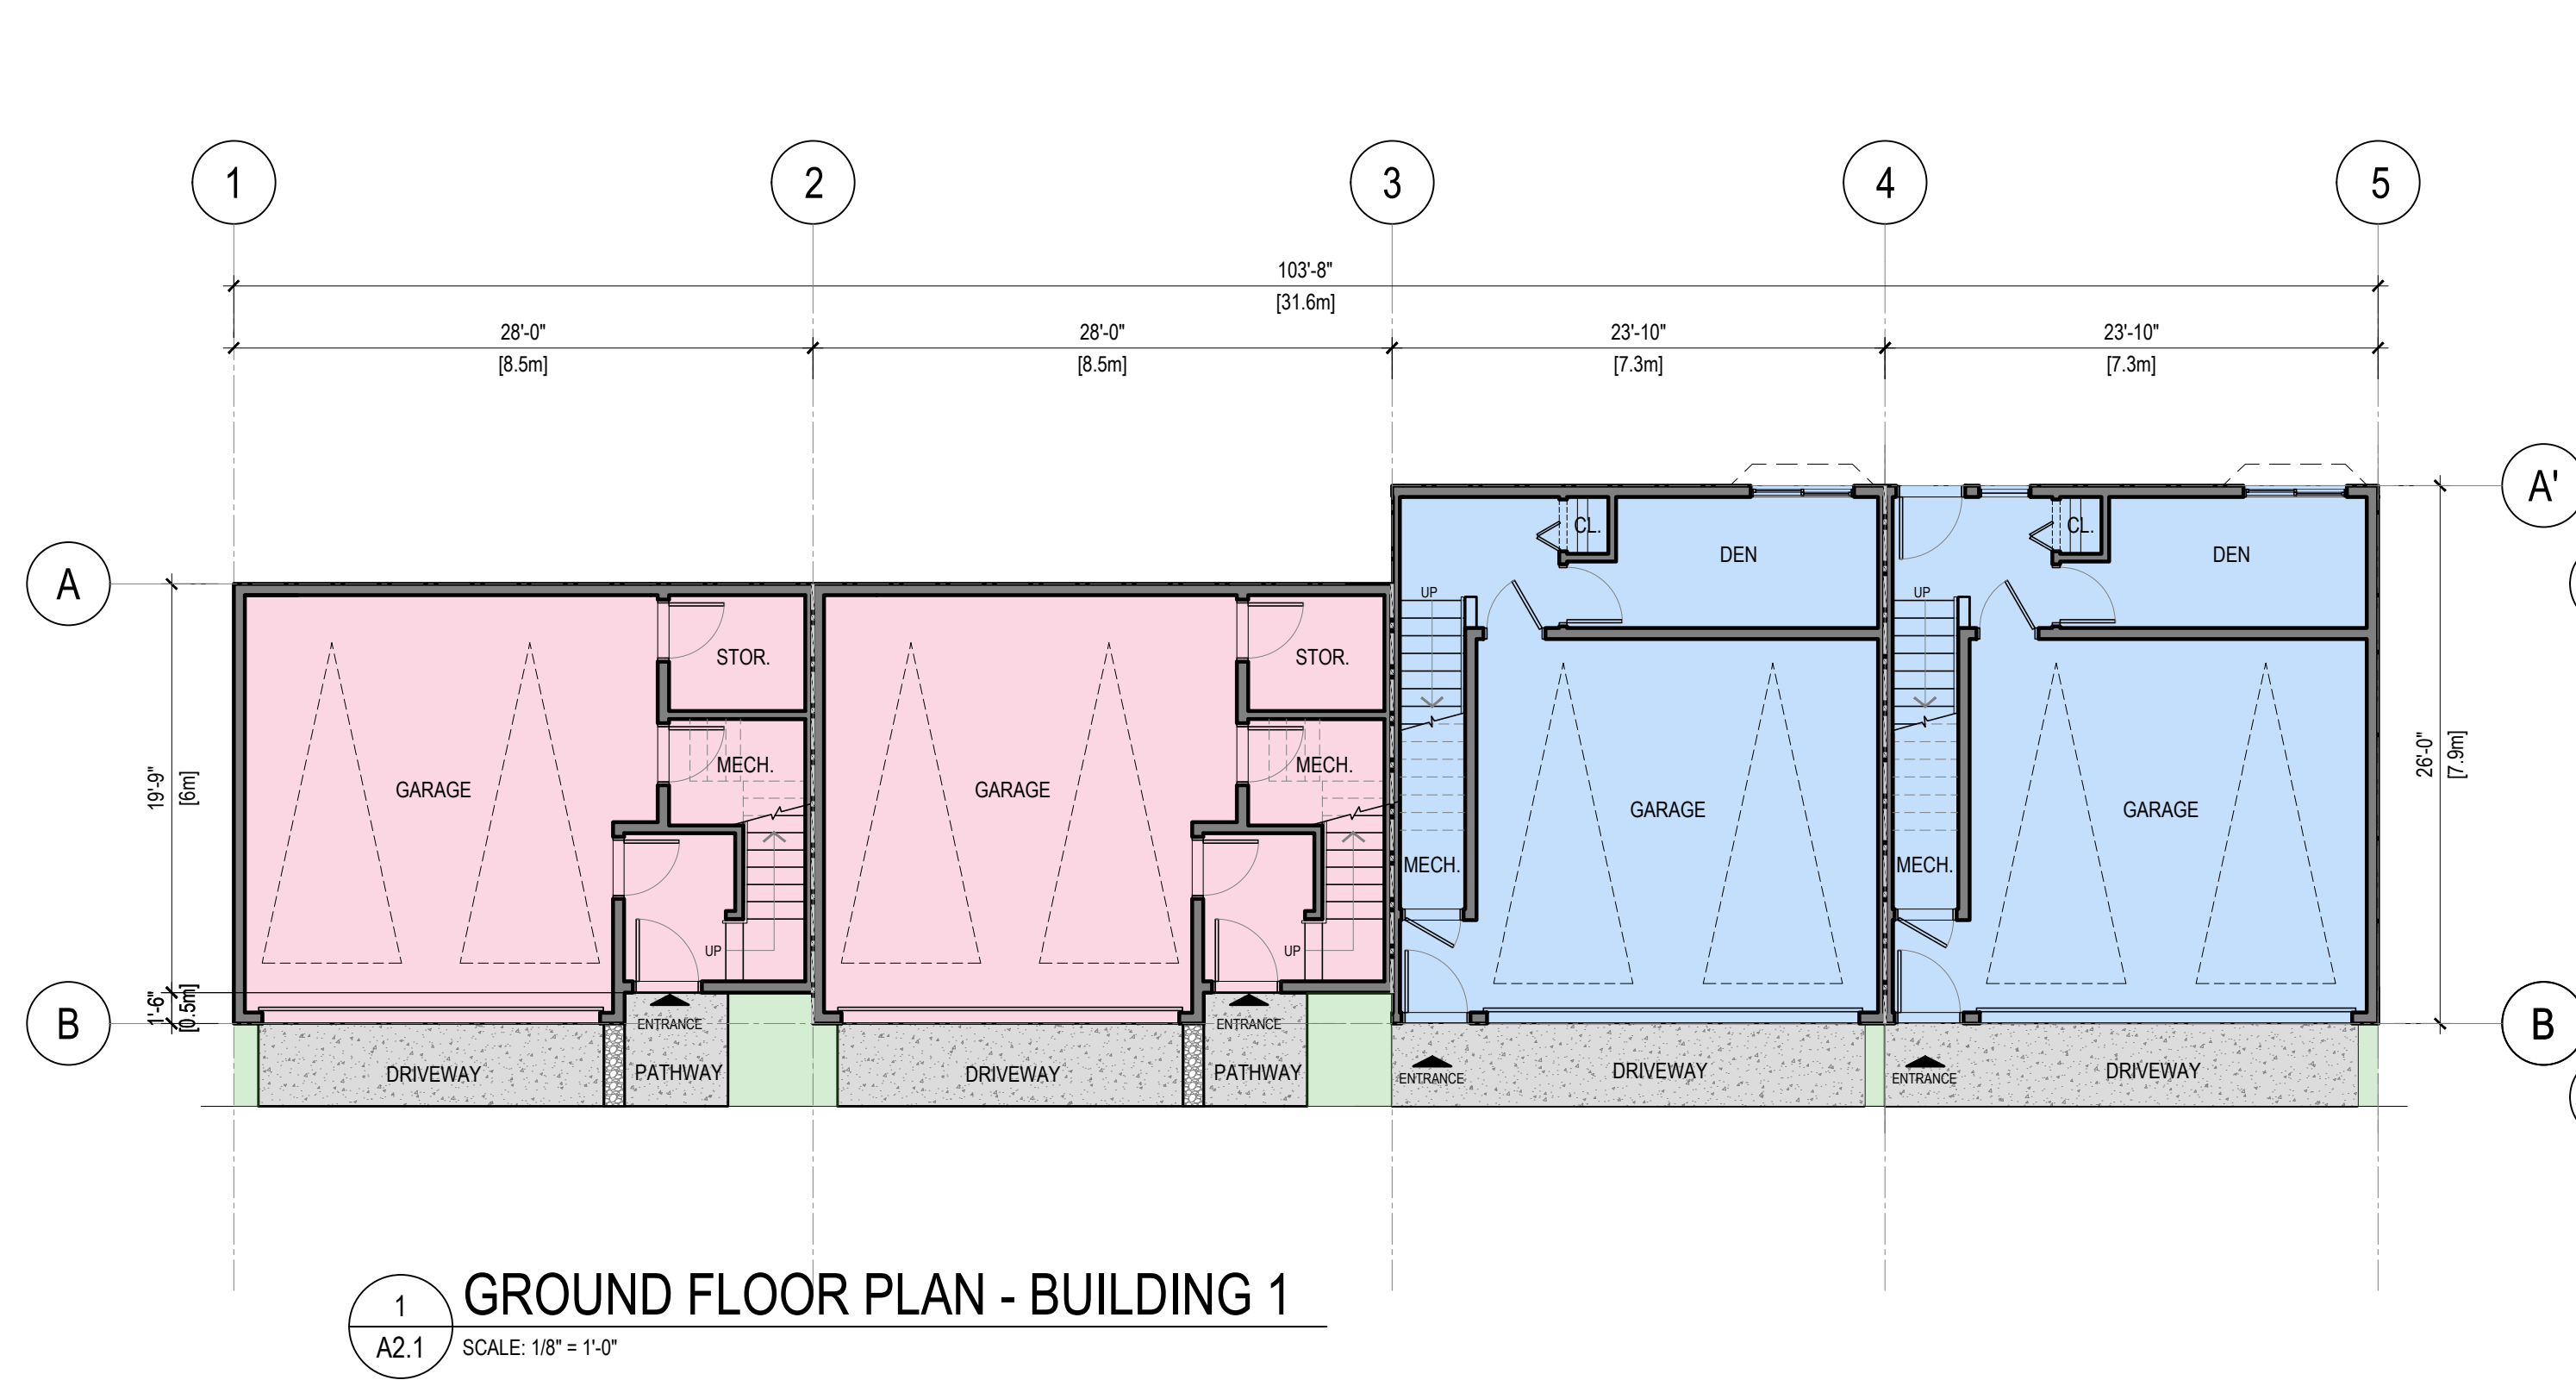 1
2
3
4
5
103'-8"
[31.6m]
28'-0"
28'-0"
23'-10"
23'-10"
[8.5m]
[8.5m]
[7.3m]
[7.3m]
A'
CL.
CL.
DEN
DEN
A
UP
UP
STOR.
STOR.
26'-0"
[7.9m]
19'-9"
[6m]
MECH.
MECH.
GARAGE
GARAGE
GARAGE
GARAGE
MECH.
MECH.
UP
UP
1'-6"
[0.5m]
B
B
ENTRANCE
ENTRANCE
DRIVEWAY
PATHWAY
DRIVEWAY
PATHWAY
ENTRANCE
DRIVEWAY
ENTRANCE
DRIVEWAY
1
A2.1
GROUND FLOOR PLAN - BUILDING 1
SCALE: 1/8" = 1'-0"